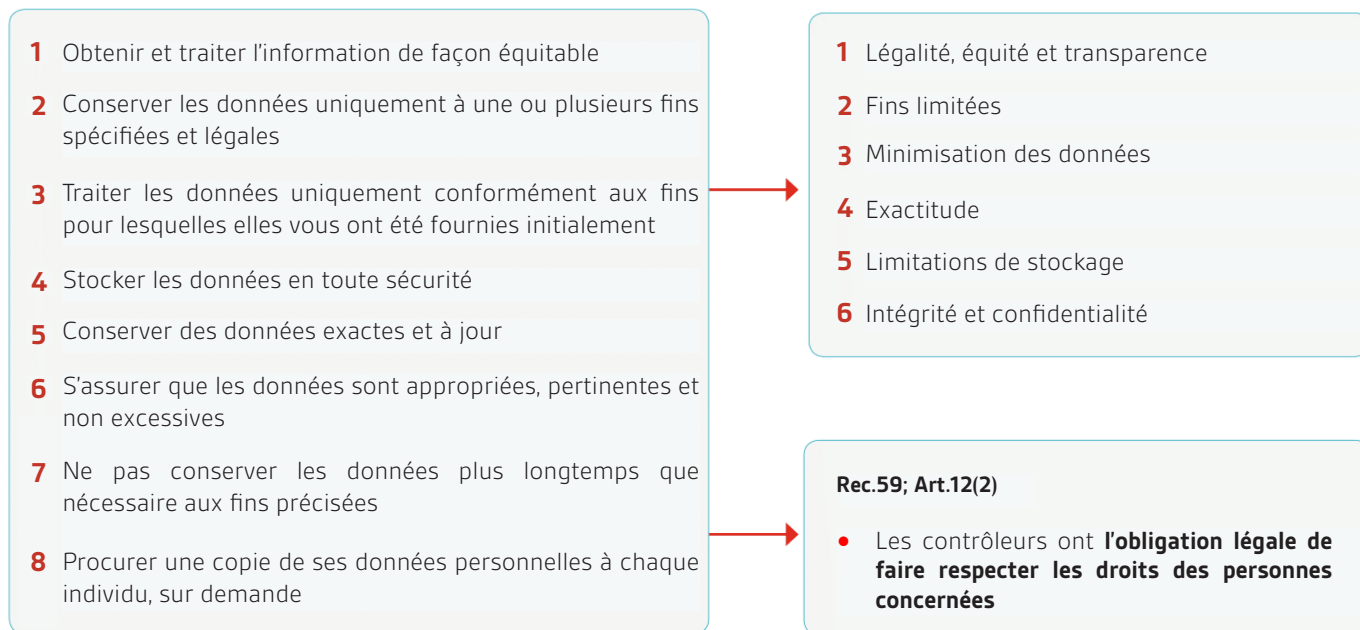 1 Obtenir et traiter l'information de façon équitable
2 Conserver les données uniquement à une ou plusieurs fins
spécifiées et légales
3 Traiter les données uniquement conformément aux fins
pour lesquelles elles vous ont été fournies initialement
4 Stocker les données en toute sécurité
5 Conserver des données exactes et à jour
6 S'assurer que les données sont appropriées, pertinentes et
non excessives
7 Ne pas conserver les données plus longtemps que
nécessaire aux fins précisées
8 Procurer une copie de ses données personnelles à chaque
individu, sur demande
1 Légalité, équité et transparence
2 Fins limitées
3 Minimisation des données
4 Exactitude
5 Limitations de stockage
6 Intégrité et confidentialité
Rec.59; Art.12(2)
• Les contrôleurs ont l'obligation légale de
faire respecter les droits des personnes
concernées